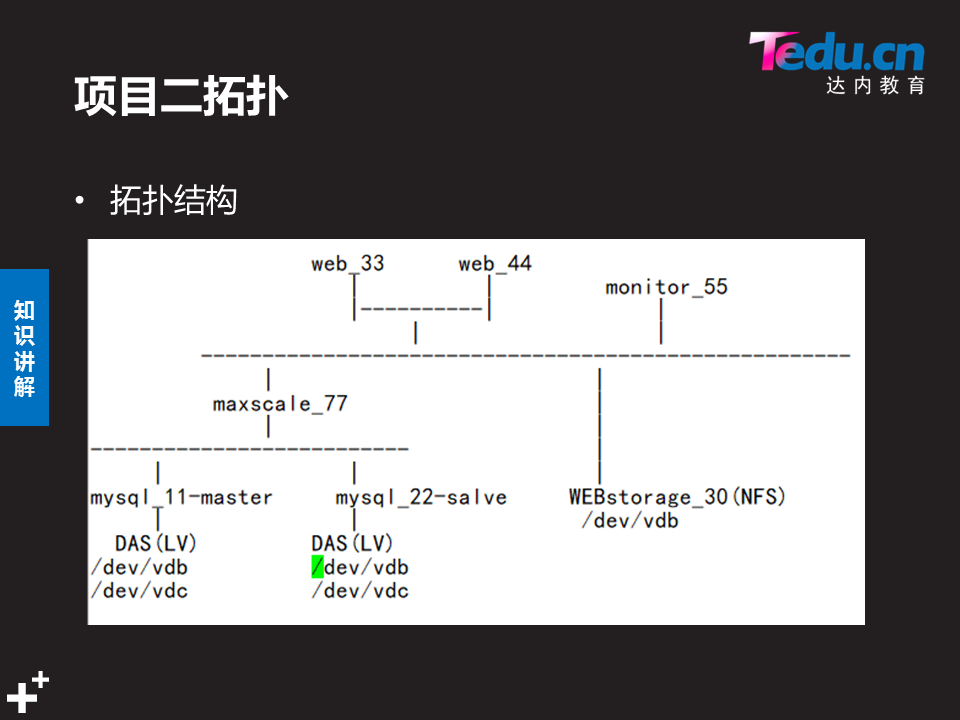 Tedu.cn
达内教育
项目二拓扑
• 拓扑结构
知识讲解
web_33 web_44
monitor_55
maxscale_77
mysql_11-master mysql_22-salve WEBstorage_30(NFS)
/dev/vdb
DAS(LV) DAS(LV)
/dev/vdb /dev/vdb
/dev/vdc /dev/vdc